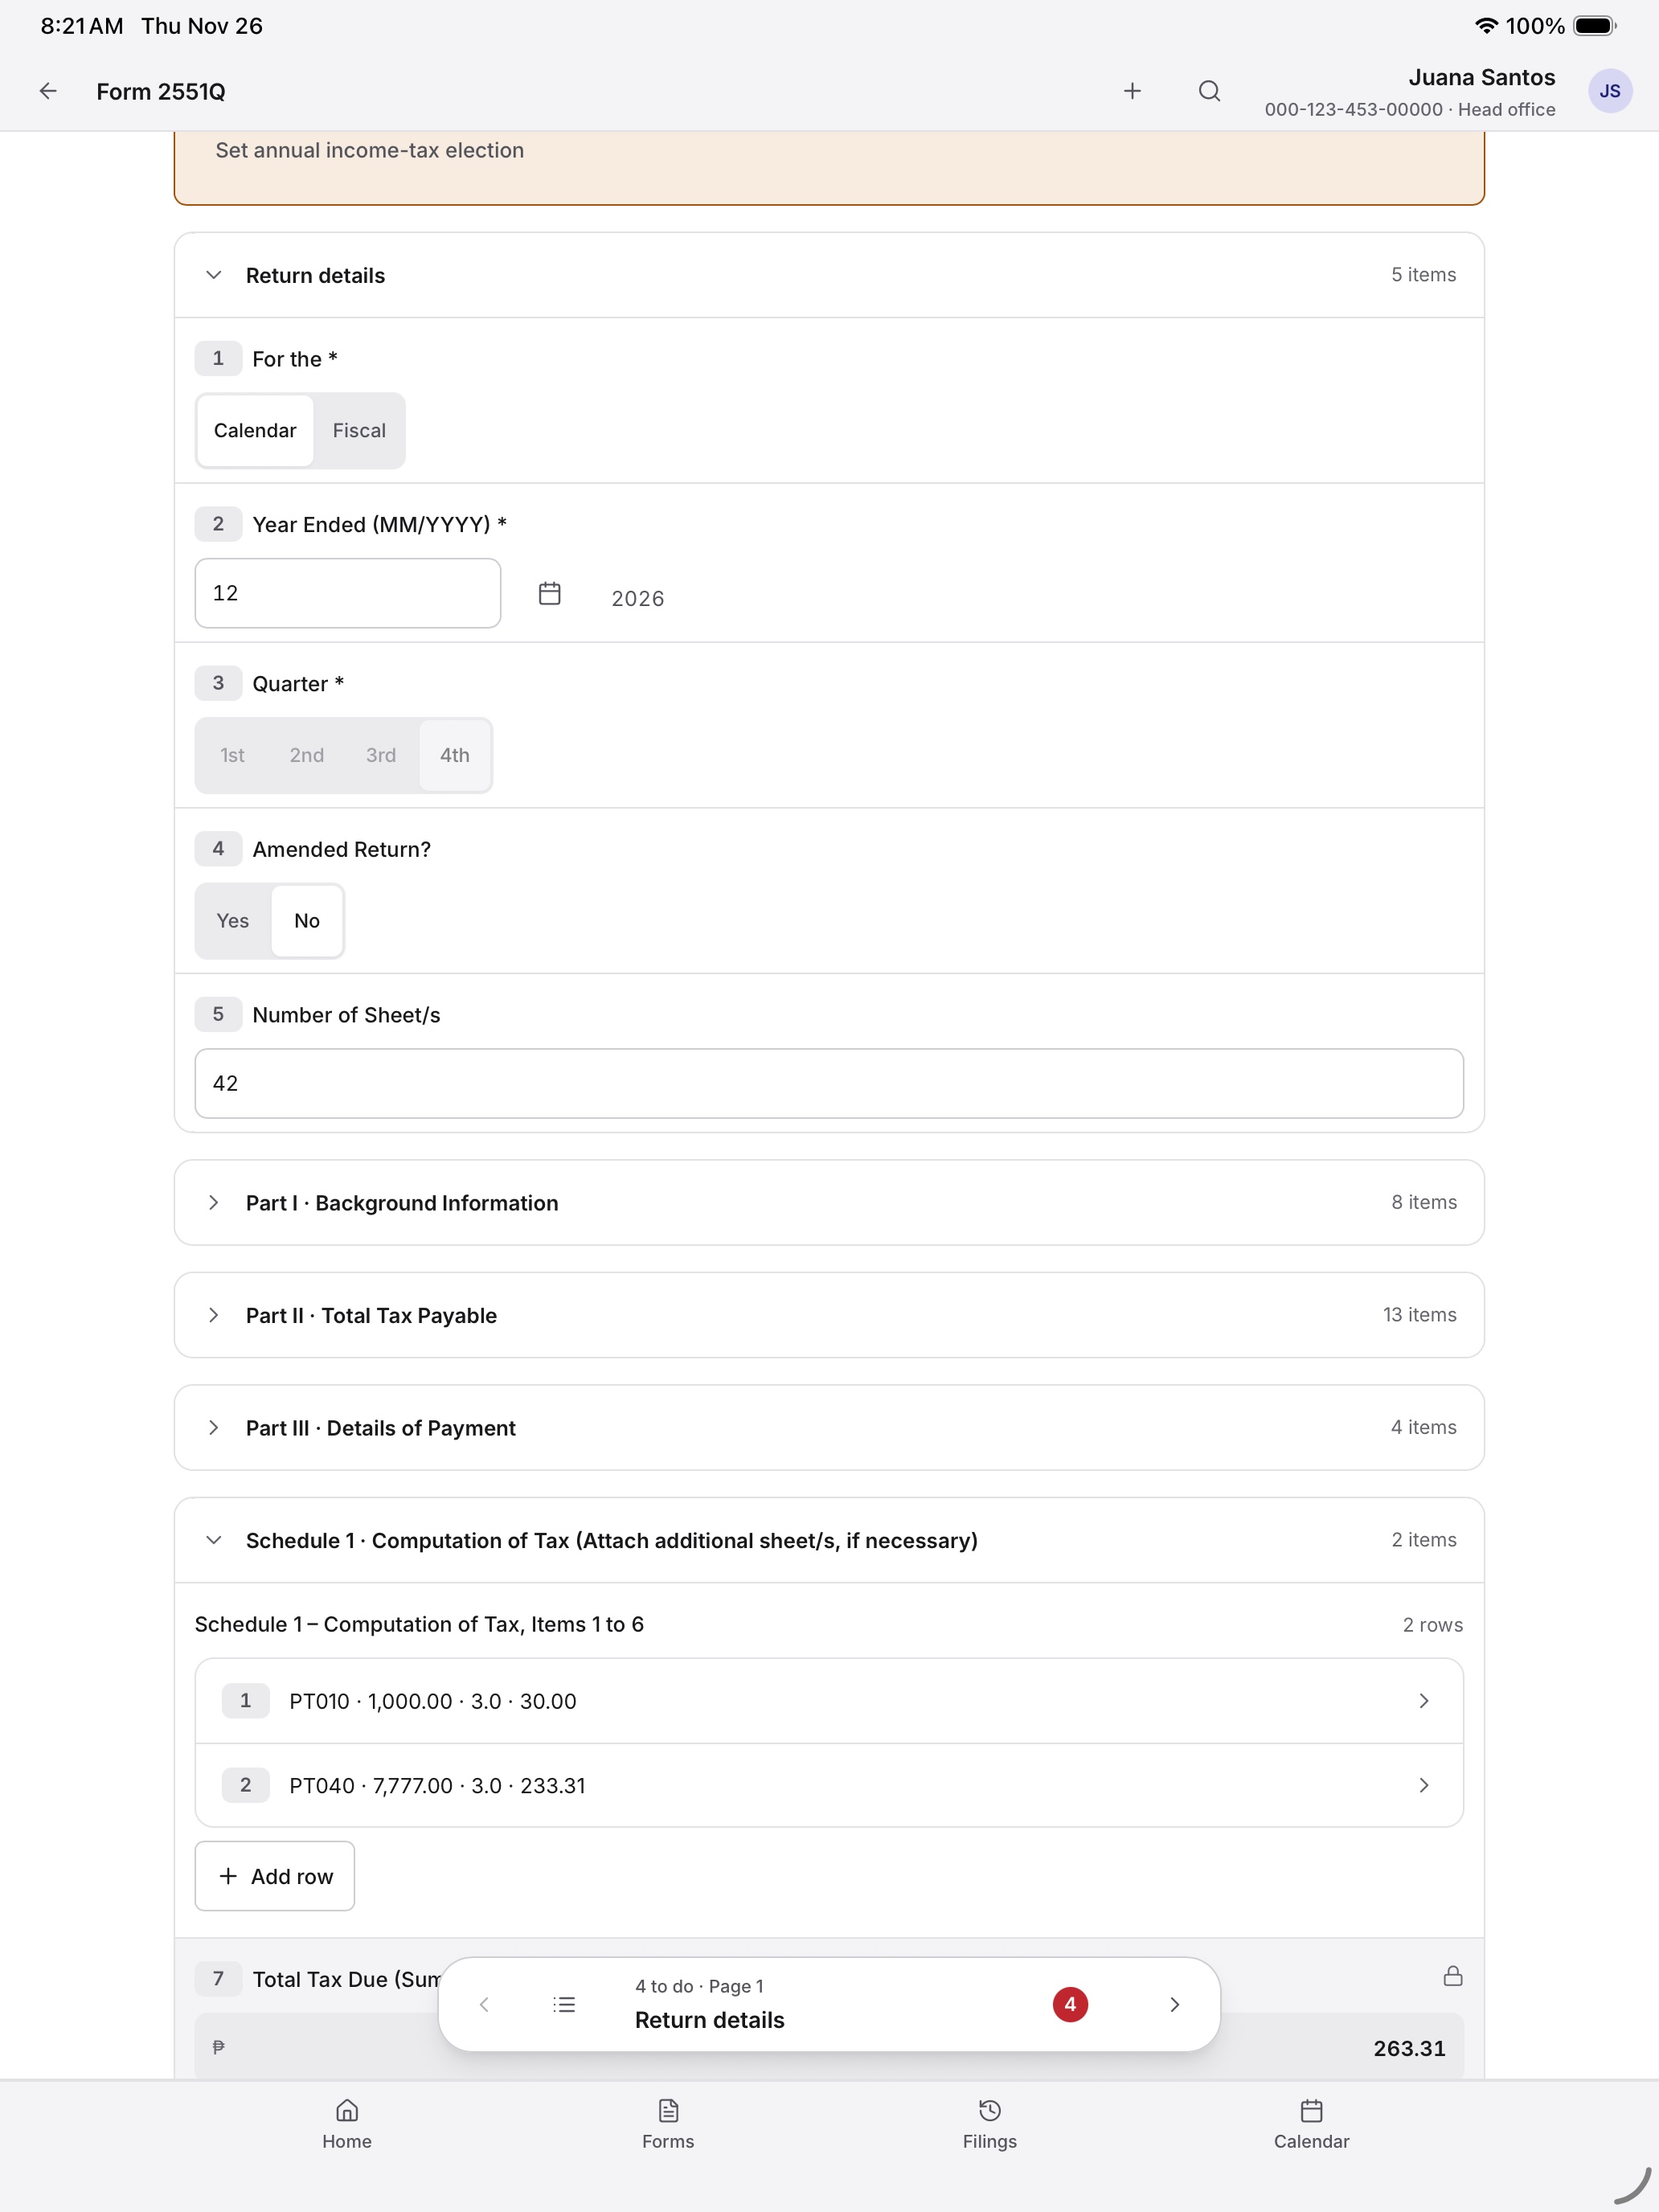 8:21 AM Thu Nov 26
100%
Form 2551Q
Juana Santos
000-123-453-00000 · Head office
JS
Set annual income-tax election
Return details
5 items
1 For the *
Calendar Fiscal
2 Year Ended (MM/YYYY) *
12
2026
3 Quarter *
1st 2nd 3rd 4th
4 Amended Return?
Yes No
5 Number of Sheet/s
42
Part I · Background Information
8 items
Part II · Total Tax Payable
13 items
Part III · Details of Payment
4 items
Schedule 1 · Computation of Tax (Attach additional sheet/s, if necessary)
2 items
Schedule 1 – Computation of Tax, Items 1 to 6
2 rows
1 PT010 · 1,000.00 · 3.0 · 30.00
2 PT040 · 7,777.00 · 3.0 · 233.31
+ Add row
7 Total Tax Due (Sum
4 to do · Page 1
Return details
4
₱
263.31
Home
Forms
Filings
Calendar